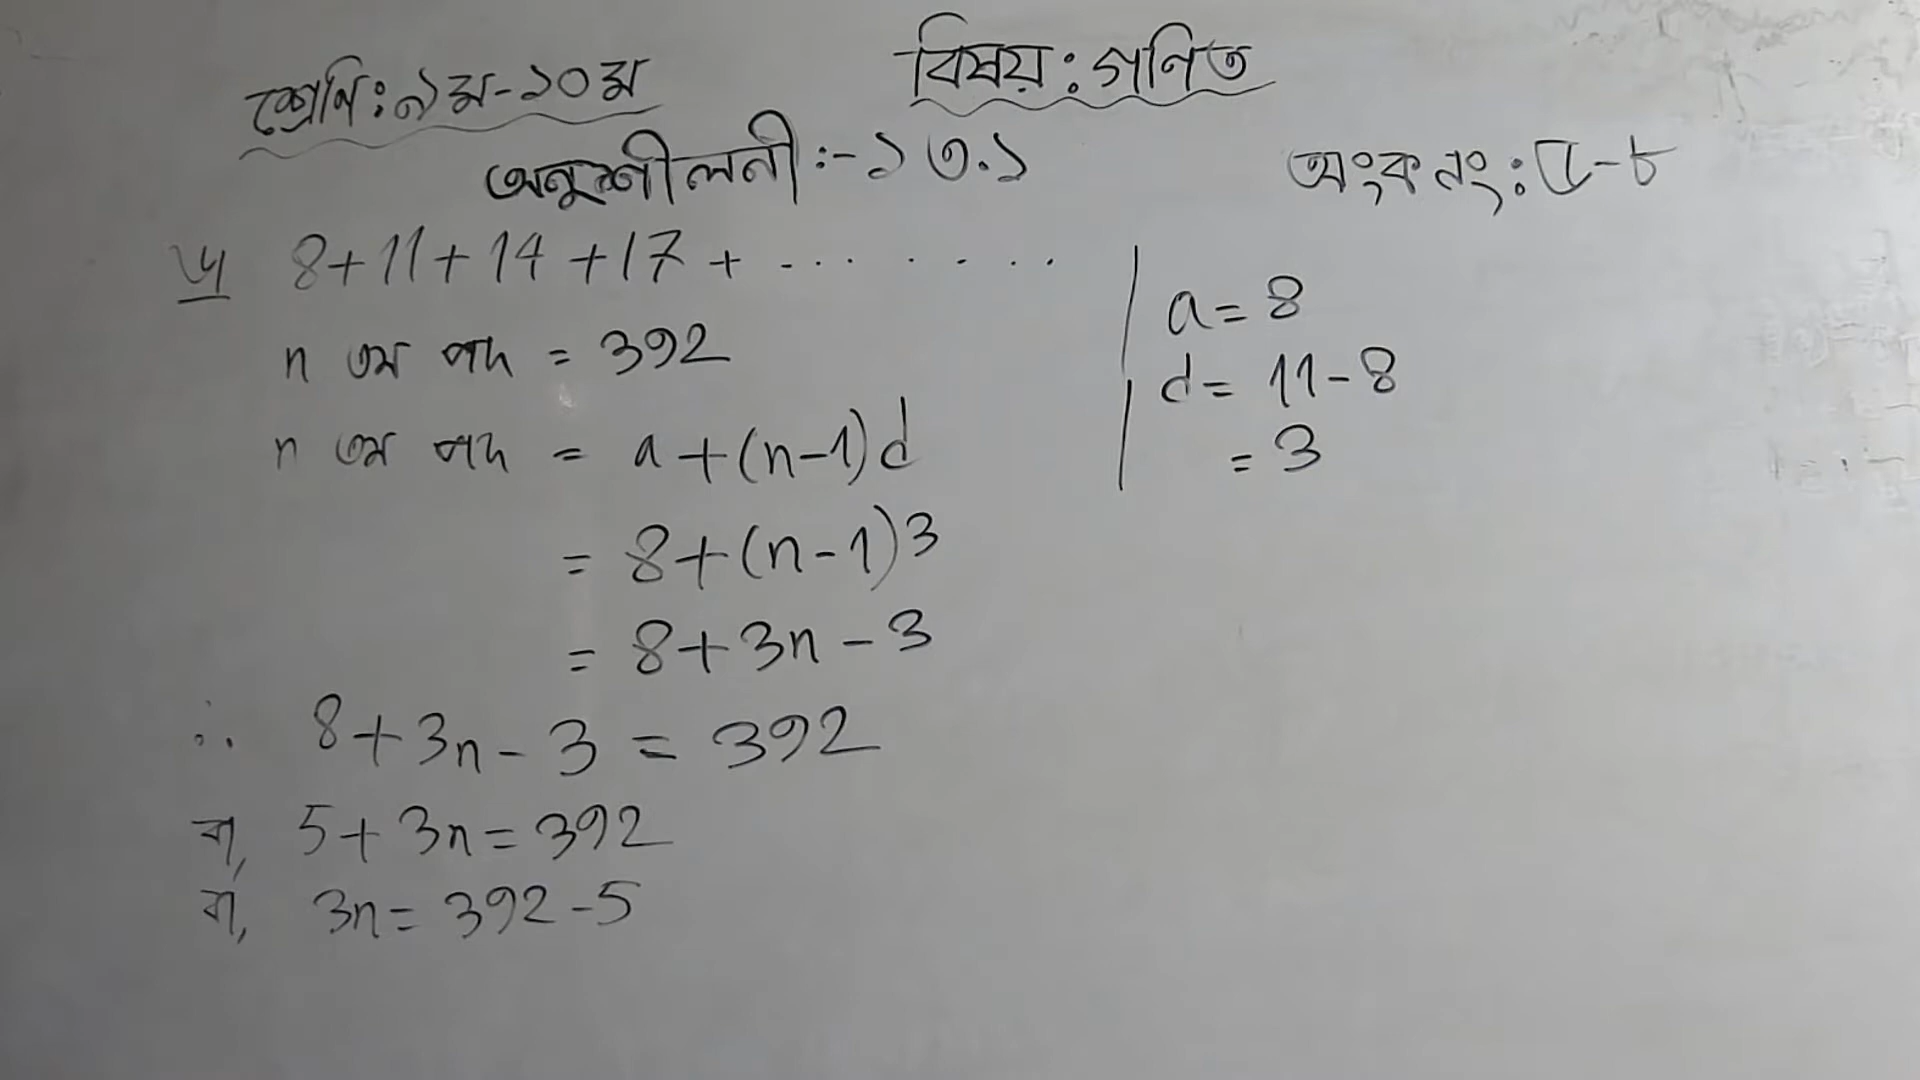 বিষয়ঃ গণিত
শ্রেণিঃ ৯ম-১০ম
অনুশীলনীঃ-১৩.১
অংক নংঃ ৫-৮
৬ 8+11+14+17+..........
n তম পদ = 392
n তম পদ = a+(n-1)d
= 8+(n-1)3
= 8+3n-3
∴ 8+3n-3 = 392
বা, 5+3n=392
বা, 3n=392-5
a=8
d=11-8
=3